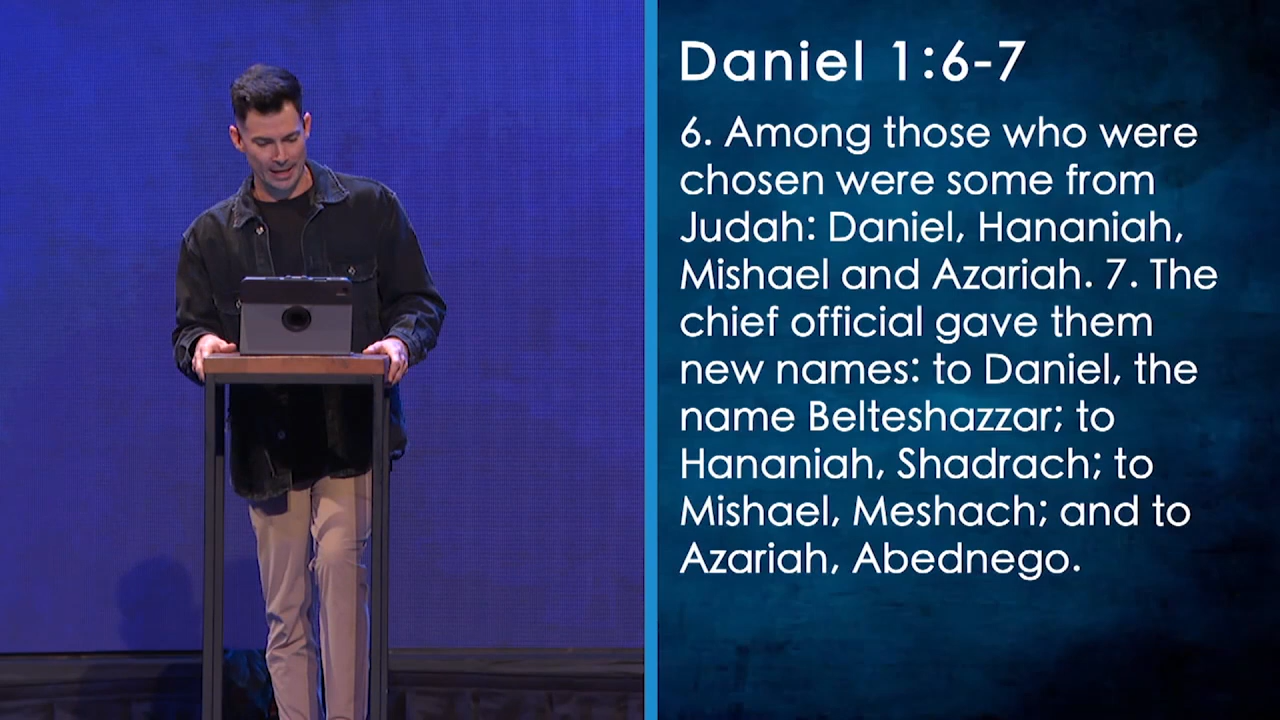 Daniel 1:6-7
6. Among those who were
chosen were some from
Judah: Daniel, Hananiah,
Mishael and Azariah. 7. The
chief official gave them
new names: to Daniel, the
name Belteshazzar; to
Hananiah, Shadrach; to
Mishael, Meshach; and to
Azariah, Abednego.